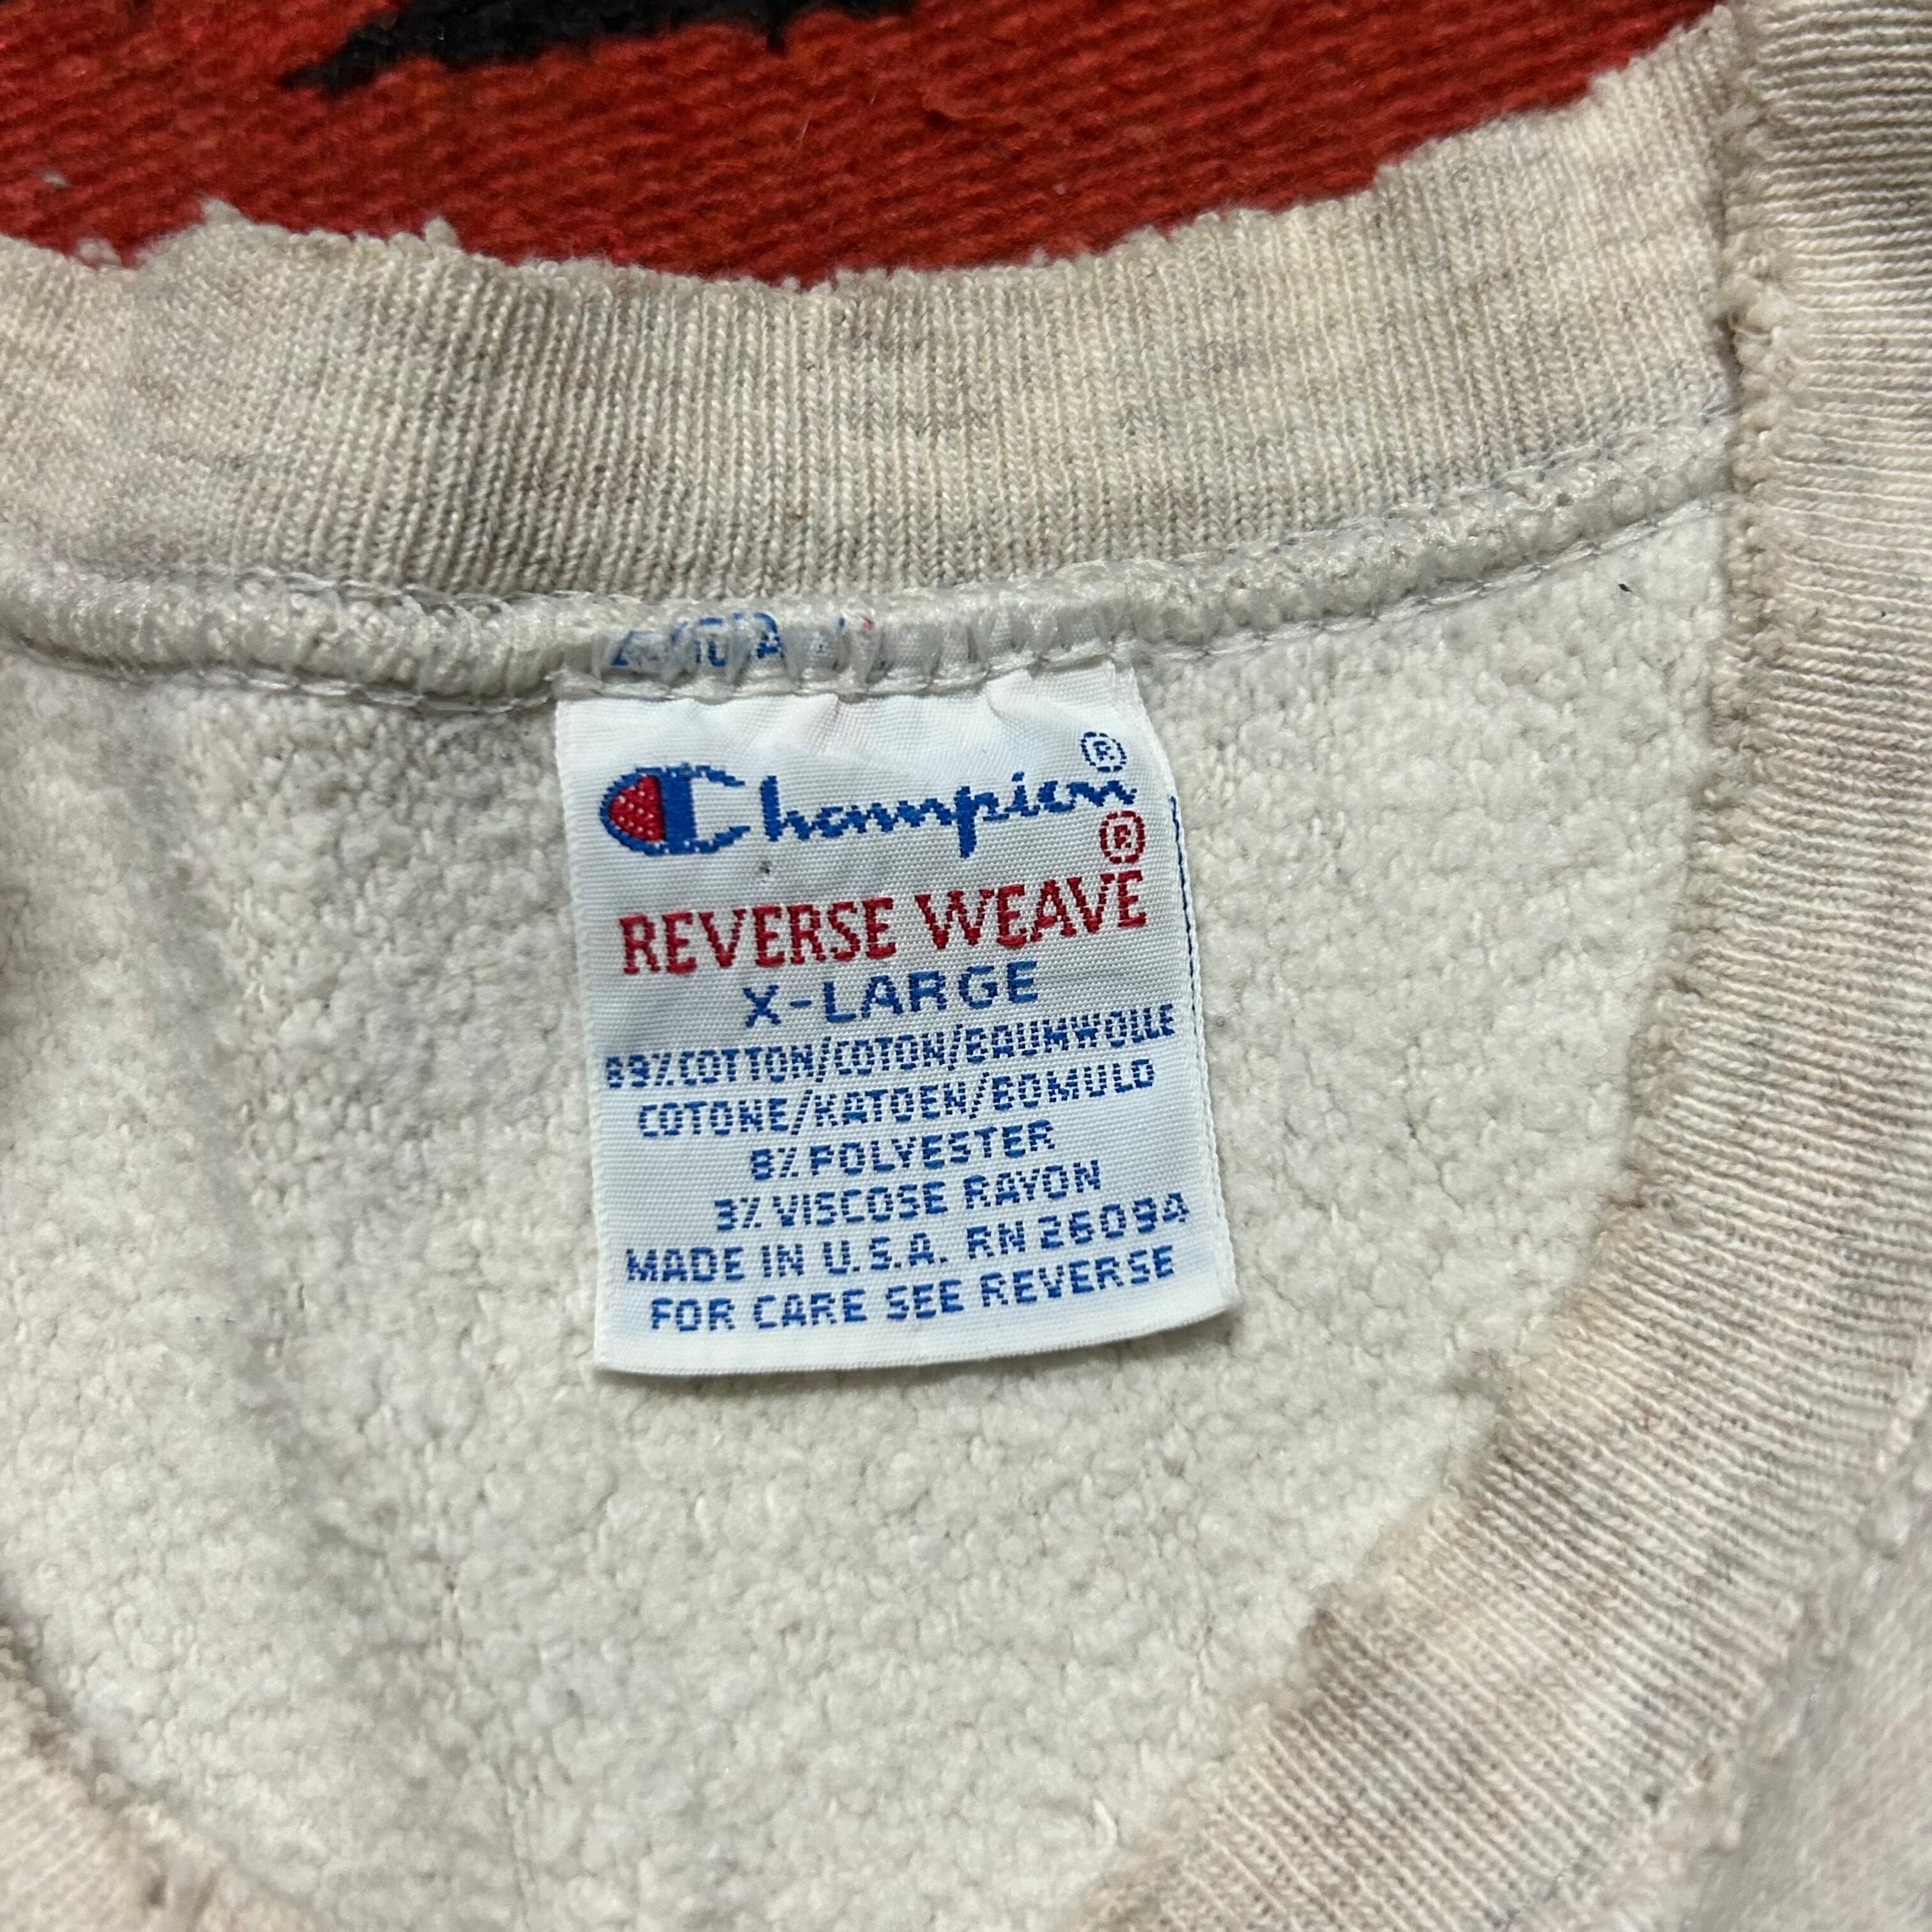 Champion®
®
REVERSE WEAVE
X-LARGE
89% COTTON/COTON/BAUMWOLLE
COTONE/KATOEN/BOMULD
8% POLYESTER
3% VISCOSE RAYON
MADE IN U.S.A. RN 26094
FOR CARE SEE REVERSE